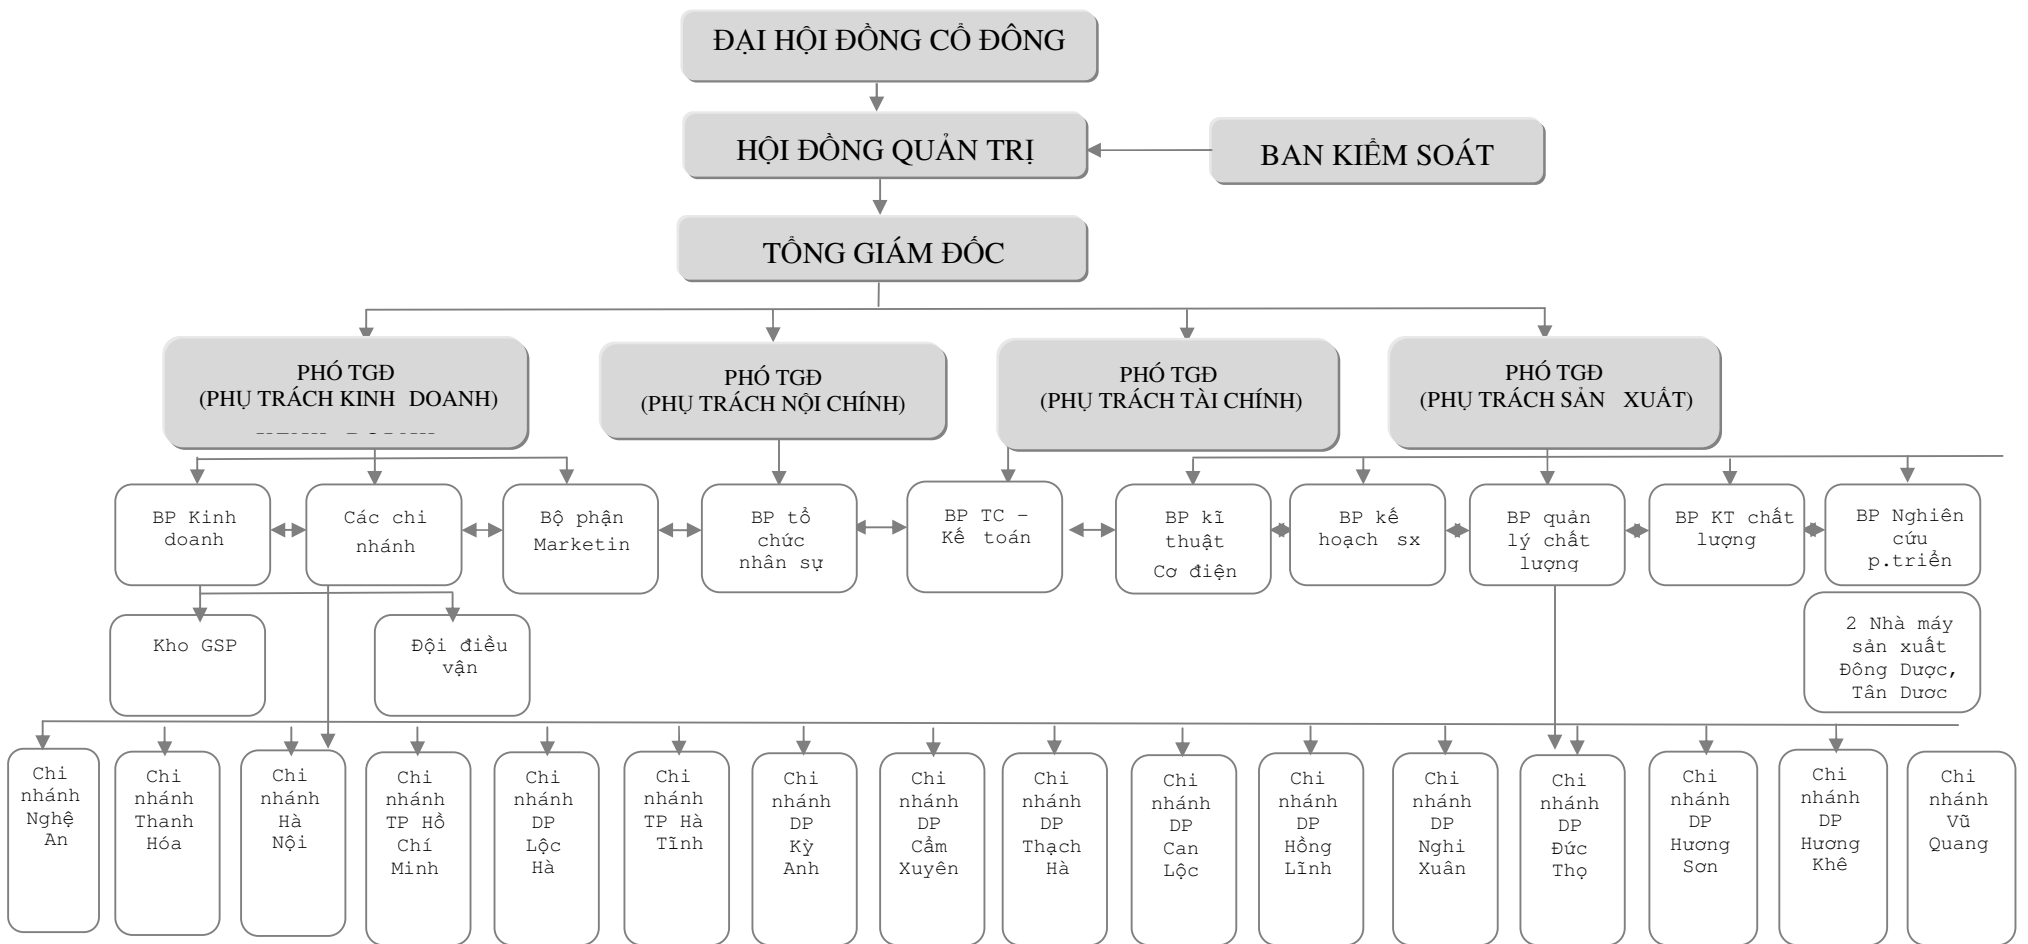 ĐẠI HỘI ĐỒNG CỔ ĐÔNG
HỘI ĐỒNG QUẢN TRỊ
BAN KIỂM SOÁT
TỔNG GIÁM ĐỐC
PHÓ TGĐ
(PHỤ TRÁCH KINH DOANH)
PHÓ TGĐ
(PHỤ TRÁCH NỘI CHÍNH)
PHÓ TGĐ
(PHỤ TRÁCH TÀI CHÍNH)
PHÓ TGĐ
(PHỤ TRÁCH SẢN XUẤT)
BP Kinh
doanh
Các chi
nhánh
Bộ phận
Marketin
BP tổ
chức
nhân sự
BP TC –
Kế toán
BP kĩ
thuật
Cơ điện
BP kế
hoạch sx
BP quản
lý chất
lượng
BP KT chất
lượng
BP Nghiên
cứu
p.triển
Kho GSP
Đội điều
vận
2 Nhà máy
sản xuất
Đông Dược,
Tân Dươc
Chi
nhánh
Nghệ
An
Chi
nhánh
Thanh
Hóa
Chi
nhánh
Hà
Nội
Chi
nhánh
TP Hồ
Chí
Minh
Chi
nhánh
DP
Lộc
Hà
Chi
nhánh
TP Hà
Tĩnh
Chi
nhánh
DP
Kỳ
Anh
Chi
nhánh
DP
Cẩm
Xuyên
Chi
nhánh
DP
Thạch
Hà
Chi
nhánh
DP
Can
Lộc
Chi
nhánh
DP
Hồng
Lĩnh
Chi
nhánh
DP
Nghi
Xuân
Chi
nhánh
DP
Đức
Thọ
Chi
nhánh
DP
Hương
Sơn
Chi
nhánh
DP
Hương
Khê
Chi
nhánh
Vũ
Quang